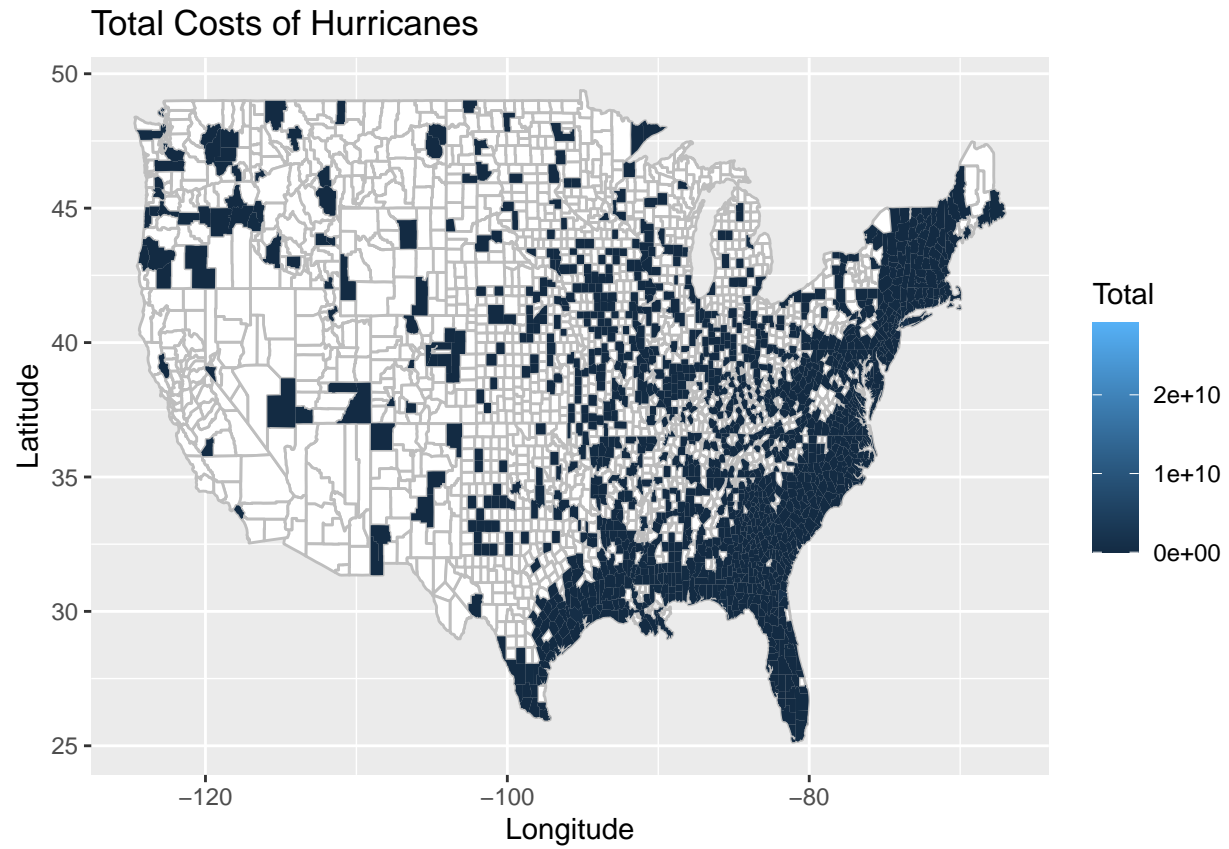 Total Costs of Hurricanes
50
45
40
35
30
25
Latitude
−120
−100
−80
Longitude
Total
2e+10
1e+10
0e+00